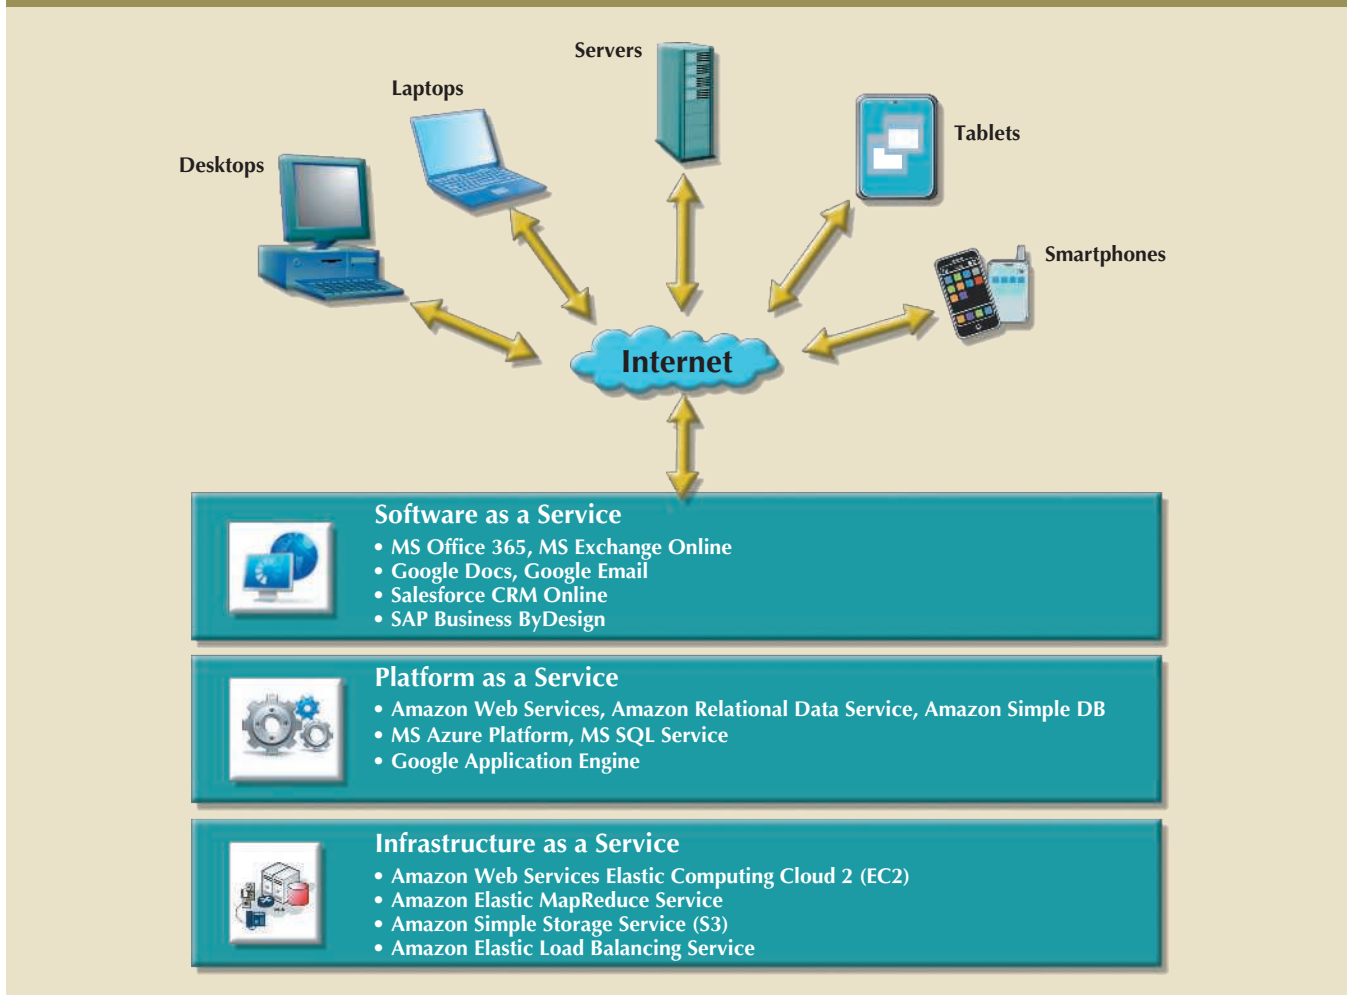 Servers
Laptops
Tablets
Desktops
Smartphones
Internet
Software as a Service
• MS Office 365, MS Exchange Online
• Google Docs, Google Email
• Salesforce CRM Online
• SAP Business ByDesign
Platform as a Service
• Amazon Web Services, Amazon Relational Data Service, Amazon Simple DB
• MS Azure Platform, MS SQL Service
• Google Application Engine
Infrastructure as a Service
• Amazon Web Services Elastic Computing Cloud 2 (EC2)
• Amazon Elastic MapReduce Service
• Amazon Simple Storage Service (S3)
• Amazon Elastic Load Balancing Service